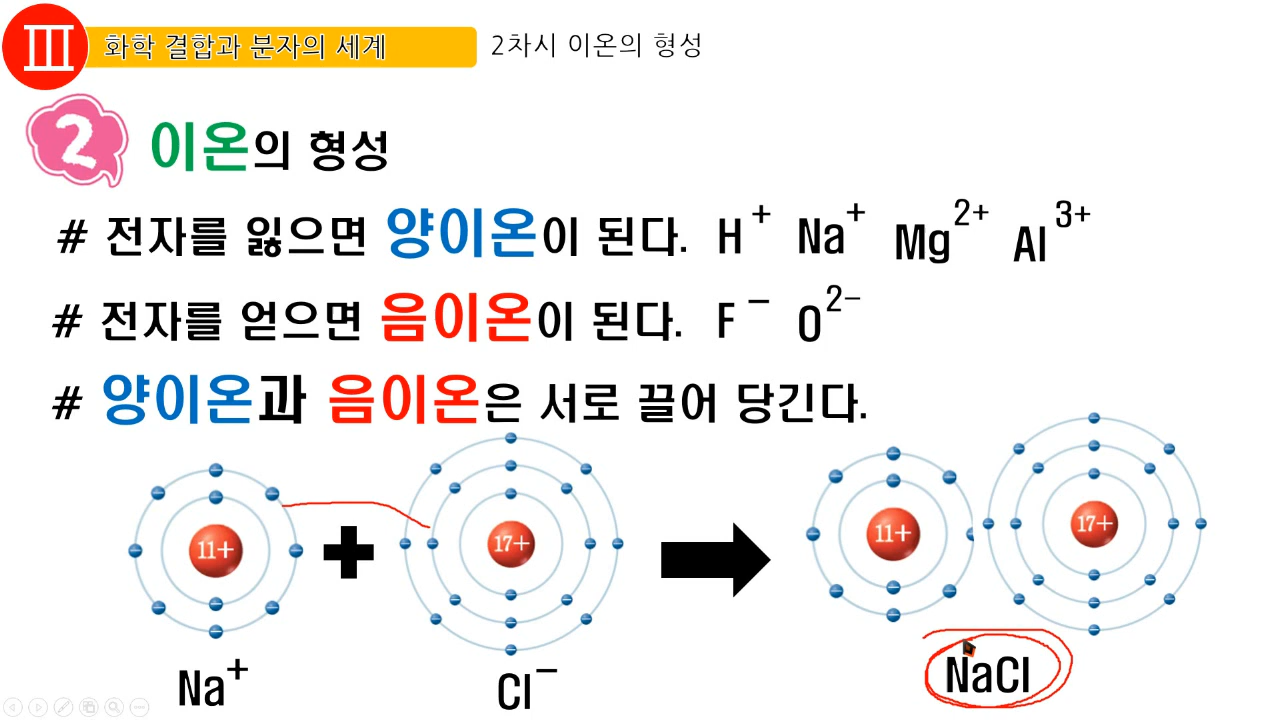 III 화학 결합과 분자의 세계 2차시 이온의 형성
2 이온의 형성
# 전자를 잃으면 양이온이 된다. H⁺ Na⁺ Mg²⁺ Al³⁺
# 전자를 얻으면 음이온이 된다. F⁻ O²⁻
# 양이온과 음이온은 서로 끌어 당긴다.
11+ + 17+ 11+ 17+
Na⁺ Cl⁻ NaCl